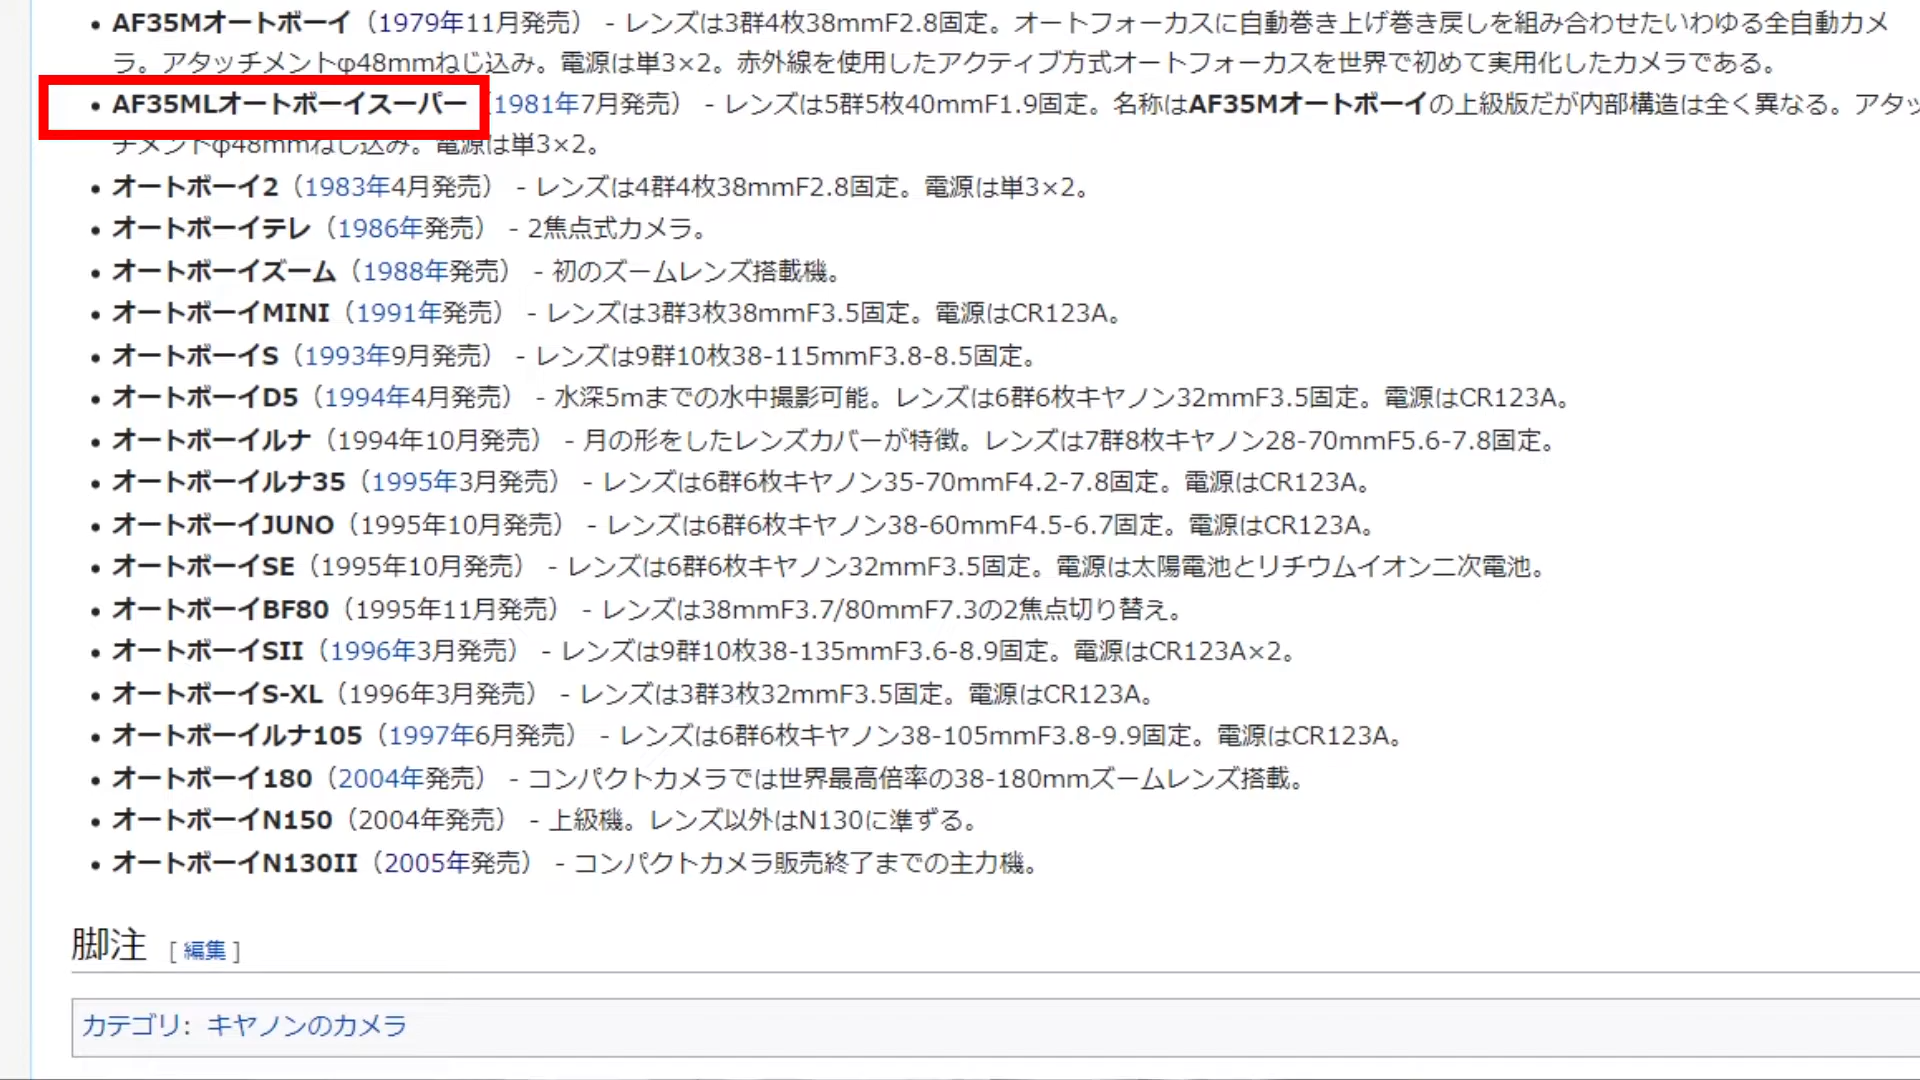 • AF35Mオートボーイ（1979年11月発売） - レンズは3群4枚38mmF2.8固定。オートフォーカスに自動巻き上げ巻き戻しを組み合わせたいわゆる全自動カメ
ラ。アタッチメントφ48mmねじ込み。電源は単3×2。赤外線を使用したアクティブ方式オートフォーカスを世界で初めて実用化したカメラである。
• AF35MLオートボーイスーパー（1981年7月発売） - レンズは5群5枚40mmF1.9固定。名称はAF35Mオートボーイの上級版だが内部構造は全く異なる。アタッ
チメントφ48mmねじ込み。電源は単3×2。
• オートボーイ2（1983年4月発売） - レンズは4群4枚38mmF2.8固定。電源は単3×2。
• オートボーイテレ（1986年発売） - 2焦点式カメラ。
• オートボーイズーム（1988年発売） - 初のズームレンズ搭載機。
• オートボーイMINI（1991年発売） - レンズは3群3枚38mmF3.5固定。電源はCR123A。
• オートボーイS（1993年9月発売） - レンズは9群10枚38-115mmF3.8-8.5固定。
• オートボーイD5（1994年4月発売） - 水深5mまでの水中撮影可能。レンズは6群6枚キヤノン32mmF3.5固定。電源はCR123A。
• オートボーイルナ（1994年10月発売） - 月の形をしたレンズカバーが特徴。レンズは7群8枚キヤノン28-70mmF5.6-7.8固定。
• オートボーイルナ35（1995年3月発売） - レンズは6群6枚キヤノン35-70mmF4.2-7.8固定。電源はCR123A。
• オートボーイJUNO（1995年10月発売） - レンズは6群6枚キヤノン38-60mmF4.5-6.7固定。電源はCR123A。
• オートボーイSE（1995年10月発売） - レンズは6群6枚キヤノン32mmF3.5固定。電源は太陽電池とリチウムイオン二次電池。
• オートボーイBF80（1995年11月発売） - レンズは38mmF3.7/80mmF7.3の2焦点切り替え。
• オートボーイSII（1996年3月発売） - レンズは9群10枚38-135mmF3.6-8.9固定。電源はCR123A×2。
• オートボーイS-XL（1996年3月発売） - レンズは3群3枚32mmF3.5固定。電源はCR123A。
• オートボーイルナ105（1997年6月発売） - レンズは6群6枚キヤノン38-105mmF3.8-9.9固定。電源はCR123A。
• オートボーイ180（2004年発売） - コンパクトカメラでは世界最高倍率の38-180mmズームレンズ搭載。
• オートボーイN150（2004年発売） - 上級機。レンズ以外はN130に準ずる。
• オートボーイN130II（2005年発売） - コンパクトカメラ販売終了までの主力機。
脚注 [編集]
カテゴリ: キヤノンのカメラ